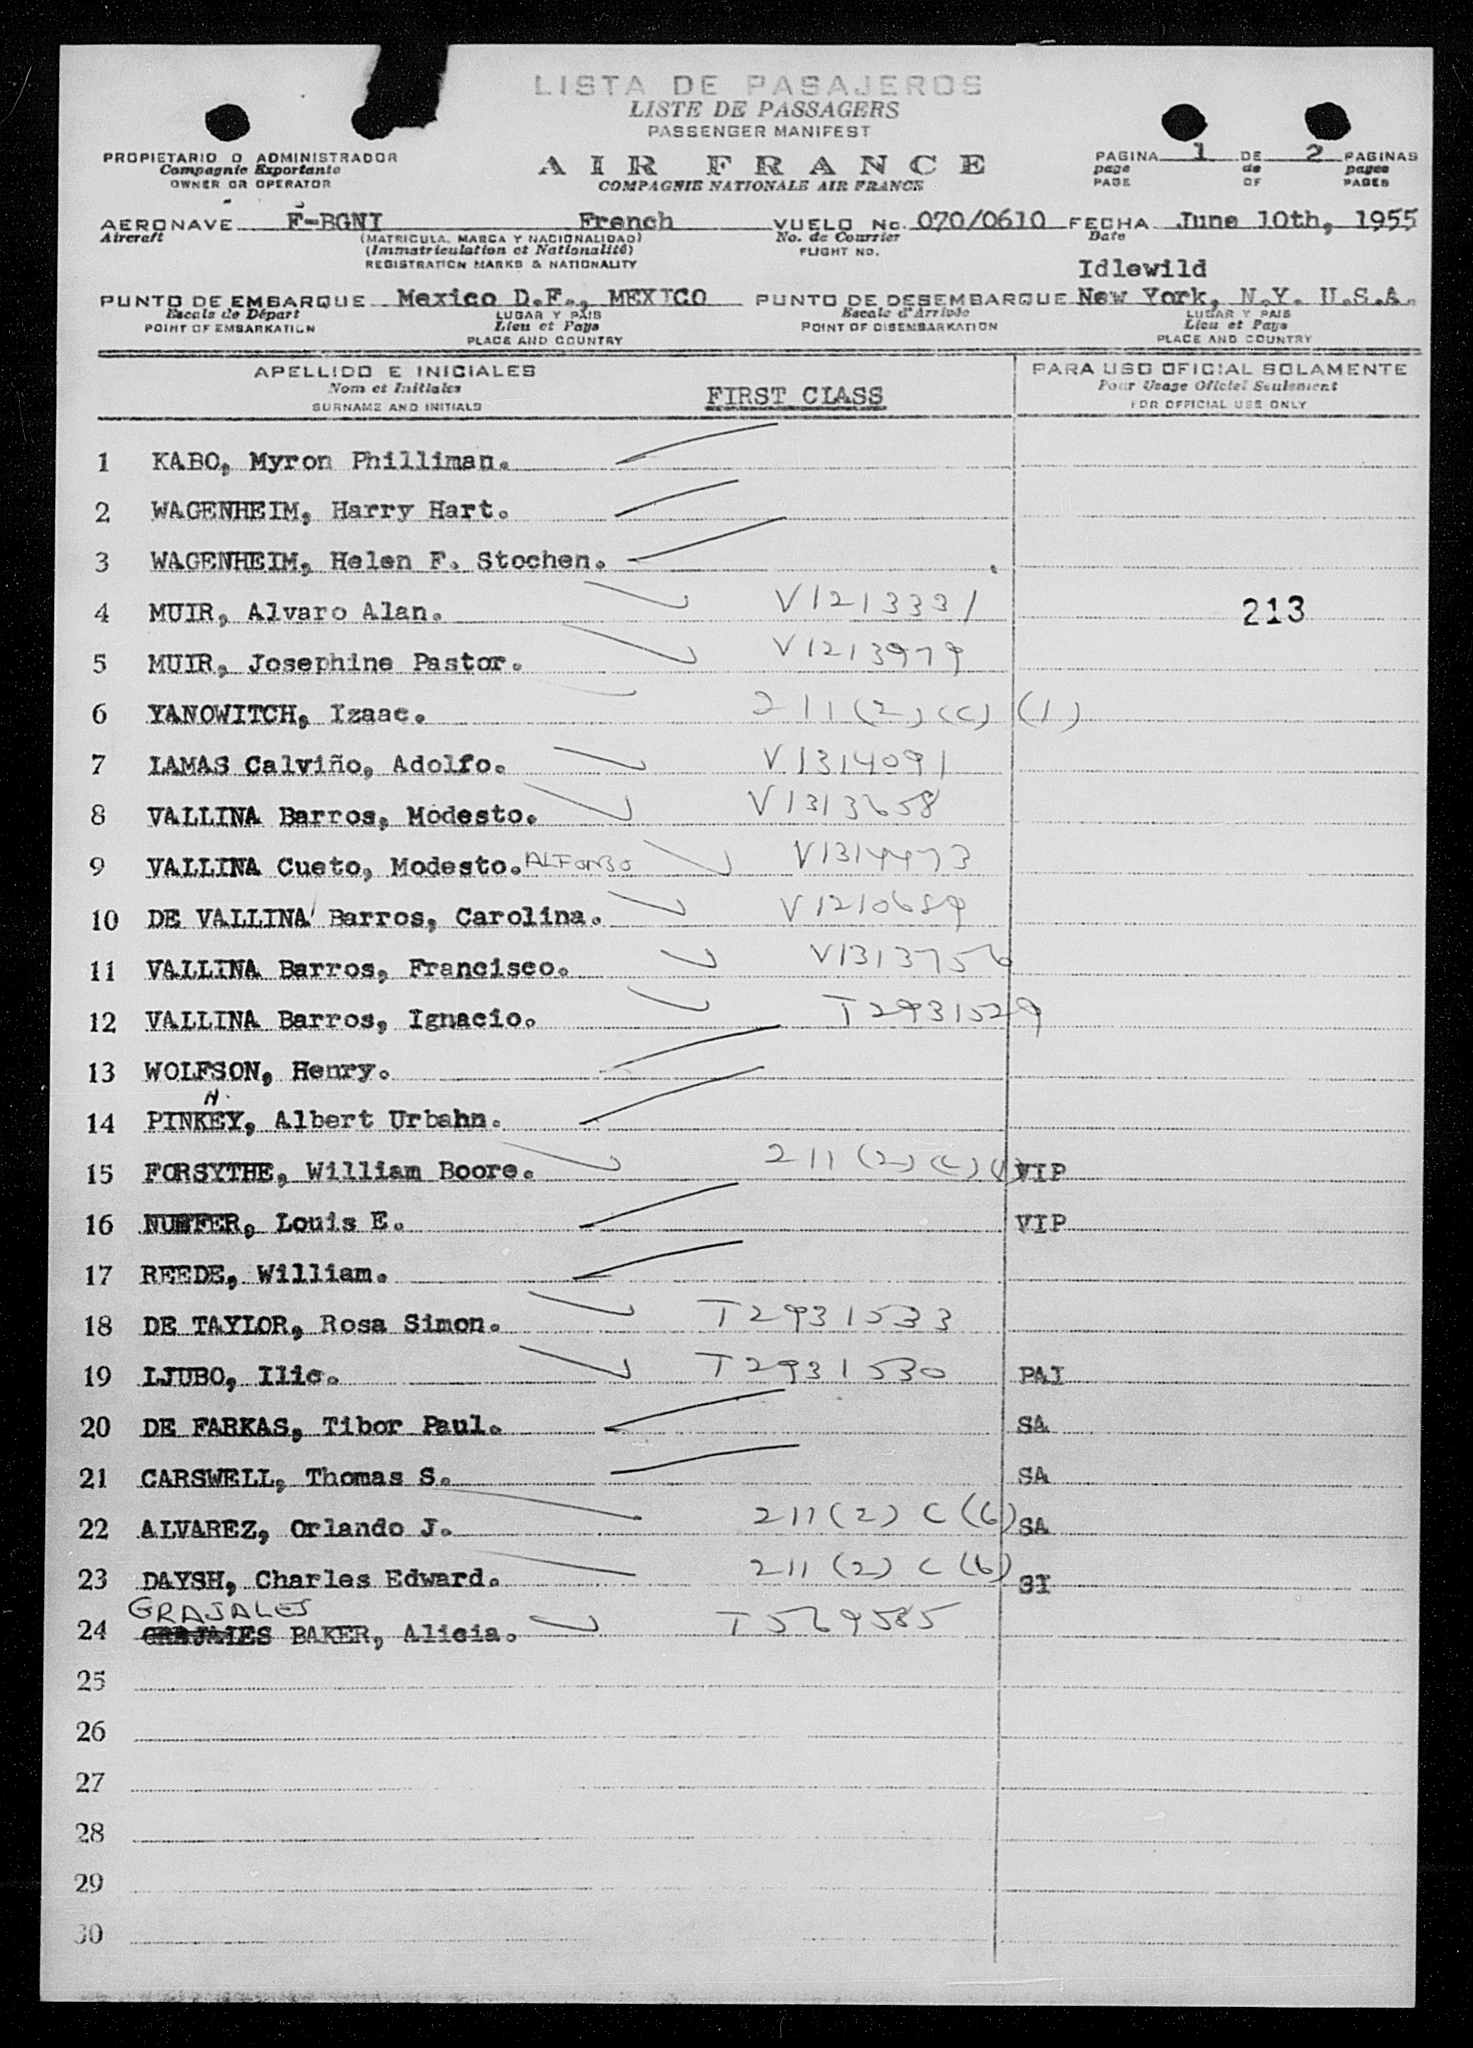 LISTA DE PASAJEROS
LISTE DE PASSAGERS
PASSENGER MANIFEST
PROPIETARIO O ADMINISTRADOR
Compagnie Exportante
OWNER OR OPERATOR
AIR FRANCE
COMPAGNIE NATIONALE AIR FRANCE
PAGINA 1 DE 2 PAGINAS
page de pages
PAGE OF PAGES
AERONAVE F-BGNI French VUELO No. 070/0610 FECHA June 10th, 1955
Aircraft (MATRICULA, MARCA Y NACIONALIDAD) No. de Courrier Date
(Immatriculation et Nationalité) FLIGHT NO.
REGISTRATION MARKS & NATIONALITY
Idlewild
PUNTO DE EMBARQUE Mexico D.F., MEXICO PUNTO DE DESEMBARQUE New York, N.Y. U.S.A.
Escale de Départ LUGAR Y PAIS Escale d'Arrivée LUGAR Y PAIS
POINT OF EMBARKATION Lieu et Pays POINT OF DISEMBARKATION Lieu et Pays
PLACE AND COUNTRY PLACE AND COUNTRY
APELLIDO E INICIALES PARA USO OFICIAL SOLAMENTE
Nom et Initiales FIRST CLASS Pour Usage Officiel Seulement
SURNAME AND INITIALS FOR OFFICIAL USE ONLY
1 KABO, Myron Philliman.
2 WAGENHEIM, Harry Hart.
3 WAGENHEIM, Helen F. Stochen.
4 MUIR, Alvaro Alan. V1213331 213
5 MUIR, Josephine Pastor. V1213979
6 YANOWITCH, Izaac. 211(2)(C)(1)
7 LAMAS Calviño, Adolfo. V1314091
8 VALLINA Barros, Modesto. V1313658
9 VALLINA Cueto, Modesto. ALFONSO V1314473
10 DE VALLINA Barros, Carolina. V1210689
11 VALLINA Barros, Francisco. V1313756
12 VALLINA Barros, Ignacio. T2931529
13 WOLFSON, Henry.
N.
14 PINKEY, Albert Urbahn.
15 FORSYTHE, William Boore. 211(2)(C)(1) VIP
16 NUFFER, Louis E. VIP
17 REEDE, William.
18 DE TAYLOR, Rosa Simon. T2931533
19 LJUBO, Ilic. T2931530 PAI
20 DE FARKAS, Tibor Paul. SA
21 CARSWELL, Thomas S. SA
22 ALVAREZ, Orlando J. 211(2) C (6) SA
23 DAYSH, Charles Edward. 211(2) C (6) GI
GRAJALES
24 GRAJALES BAKER, Alicia. T569585
25
26
27
28
29
30